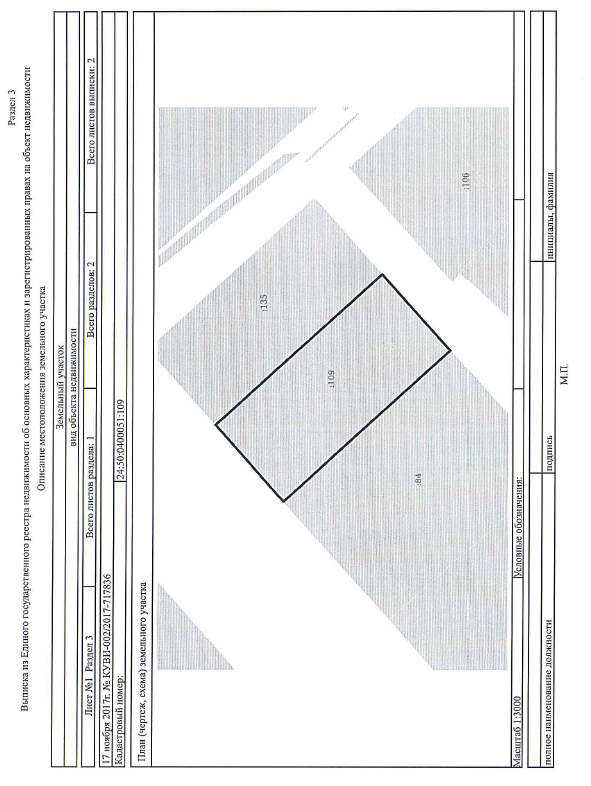 Раздел 3
Выписка из Единого государственного реестра недвижимости об основных характеристиках и зарегистрированных правах на объект недвижимости
Описание местоположения земельного участка
Земельный участок
вид объекта недвижимости
Лист №1 Раздел 3 Всего листов раздела: 1 Всего разделов: 2 Всего листов выписки: 2
17 ноября 2017г. № КУВИ-002/2017-717836
Кадастровый номер: 24:50:0400051:109
План (чертеж, схема) земельного участка
:135
:109
:84
:106
Масштаб 1:3000 Условные обозначения:
полное наименование должности подпись инициалы, фамилия
М.П.